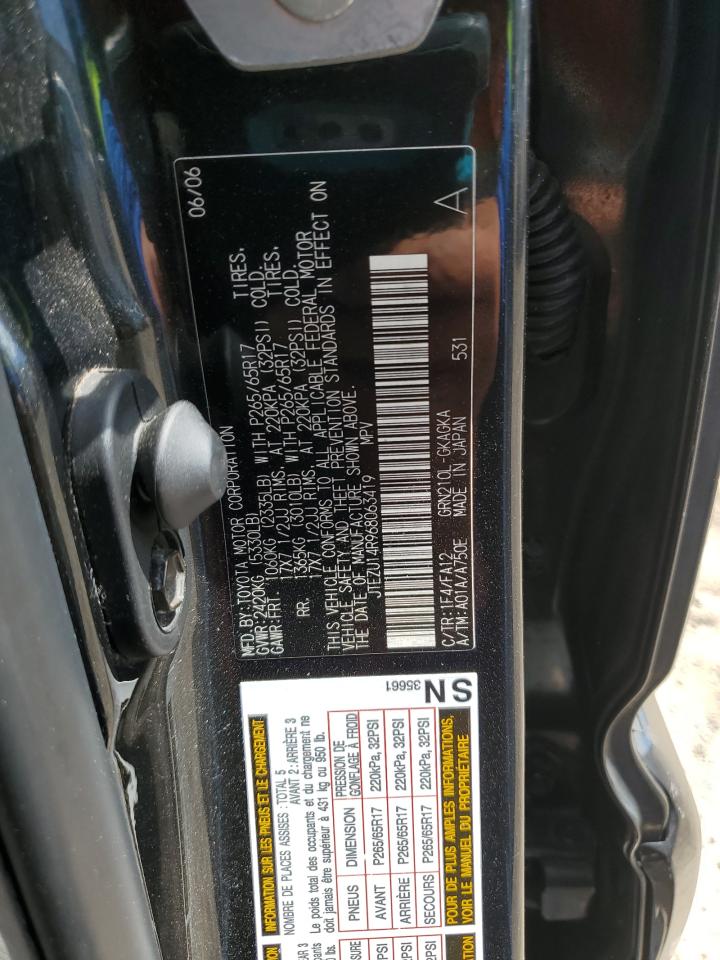 06/06
MFD.BY:TOYOTA MOTOR CORPORATION
GVWR:2420KG (5330LB)
GAWR:FRT 1060KG (2335LB) WITH P265/65R17 TIRES,
17X7 1/2JJ RIMS, AT 220KPA (32PSI) COLD.
RR. 1365KG (3010LB) WITH P265/65R17 TIRES,
17X7 1/2JJ RIMS, AT 220KPA (32PSI) COLD.
THIS VEHICLE CONFORMS TO ALL APPLICABLE FEDERAL MOTOR
VEHICLE SAFETY AND THEFT PREVENTION STANDARDS IN EFFECT ON
THE DATE OF MANUFACTURE SHOWN ABOVE.
JTEZU14R968063419 MPV
C/TR:1F4/FA12 GRN210L-GKAGKA 531
A/TM:A01A/A750E MADE IN JAPAN
A
SN
35661
INFORMATION SUR LES PNEUS ET LE CHARGEMENT
NOMBRE DE PLACES ASSISES : TOTAL 5
AVANT 2 : ARRIÈRE 3
Le poids total des occupants et du chargement ne
doit jamais être supérieur à 431 kg ou 950 lb.
PNEUS DIMENSION PRESSION DE GONFLAGE À FROID
AVANT P265/65R17 220kPa, 32PSI
ARRIÈRE P265/65R17 220kPa, 32PSI
SECOURS P265/65R17 220kPa, 32PSI
POUR DE PLUS AMPLES INFORMATIONS,
VOIR LE MANUEL DU PROPRIÉTAIRE